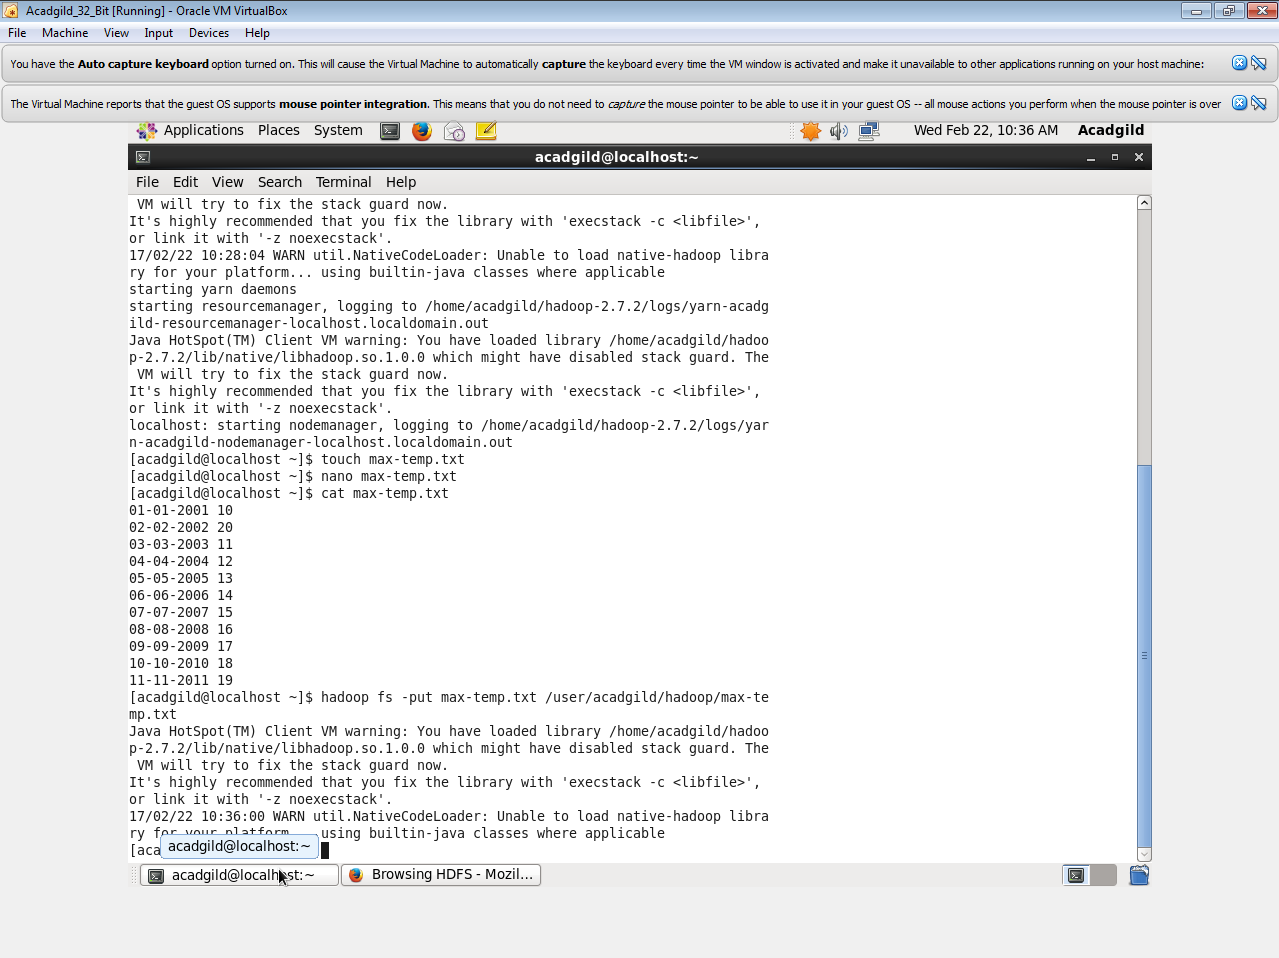 Acadgild_32_Bit [Running] - Oracle VM VirtualBox
File Machine View Input Devices Help
You have the Auto capture keyboard option turned on. This will cause the Virtual Machine to automatically capture the keyboard every time the VM window is activated and make it unavailable to other applications running on your host machine:
The Virtual Machine reports that the guest OS supports mouse pointer integration. This means that you do not need to capture the mouse pointer to be able to use it in your guest OS -- all mouse actions you perform when the mouse pointer is over
Applications Places System Wed Feb 22, 10:36 AM Acadgild
acadgild@localhost:~
File Edit View Search Terminal Help
VM will try to fix the stack guard now.
It's highly recommended that you fix the library with 'execstack -c <libfile>',
or link it with '-z noexecstack'.
17/02/22 10:28:04 WARN util.NativeCodeLoader: Unable to load native-hadoop libra
ry for your platform... using builtin-java classes where applicable
starting yarn daemons
starting resourcemanager, logging to /home/acadgild/hadoop-2.7.2/logs/yarn-acadg
ild-resourcemanager-localhost.localdomain.out
Java HotSpot(TM) Client VM warning: You have loaded library /home/acadgild/hadoo
p-2.7.2/lib/native/libhadoop.so.1.0.0 which might have disabled stack guard. The
VM will try to fix the stack guard now.
It's highly recommended that you fix the library with 'execstack -c <libfile>',
or link it with '-z noexecstack'.
localhost: starting nodemanager, logging to /home/acadgild/hadoop-2.7.2/logs/yar
n-acadgild-nodemanager-localhost.localdomain.out
[acadgild@localhost ~]$ touch max-temp.txt
[acadgild@localhost ~]$ nano max-temp.txt
[acadgild@localhost ~]$ cat max-temp.txt
01-01-2001 10
02-02-2002 20
03-03-2003 11
04-04-2004 12
05-05-2005 13
06-06-2006 14
07-07-2007 15
08-08-2008 16
09-09-2009 17
10-10-2010 18
11-11-2011 19
[acadgild@localhost ~]$ hadoop fs -put max-temp.txt /user/acadgild/hadoop/max-te
mp.txt
Java HotSpot(TM) Client VM warning: You have loaded library /home/acadgild/hadoo
p-2.7.2/lib/native/libhadoop.so.1.0.0 which might have disabled stack guard. The
VM will try to fix the stack guard now.
It's highly recommended that you fix the library with 'execstack -c <libfile>',
or link it with '-z noexecstack'.
17/02/22 10:36:00 WARN util.NativeCodeLoader: Unable to load native-hadoop libra
ry for your platform... using builtin-java classes where applicable
[aca
acadgild@localhost:~
acadgild@localhost:~ Browsing HDFS - Mozil...